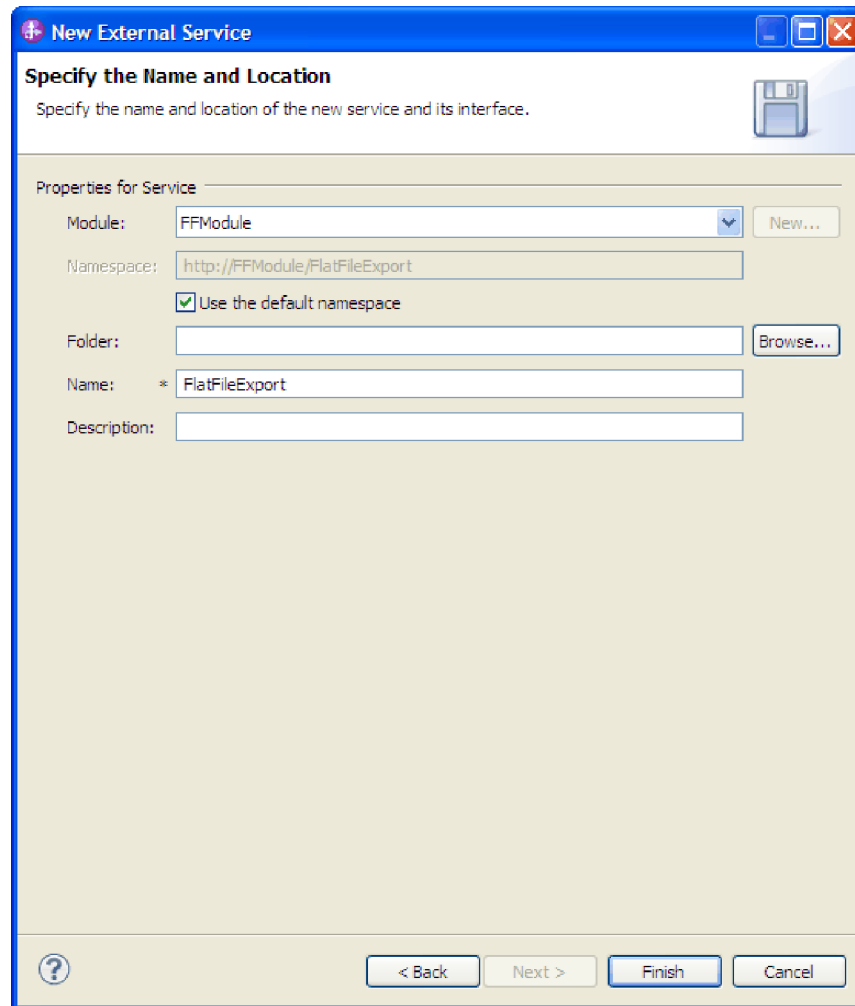 New External Service
Specify the Name and Location
Specify the name and location of the new service and its interface.
Properties for Service
Module: FFModule New...
Namespace: http://FFModule/FlatFileExport
Use the default namespace
Folder: Browse...
Name: * FlatFileExport
Description:
? < Back Next > Finish Cancel